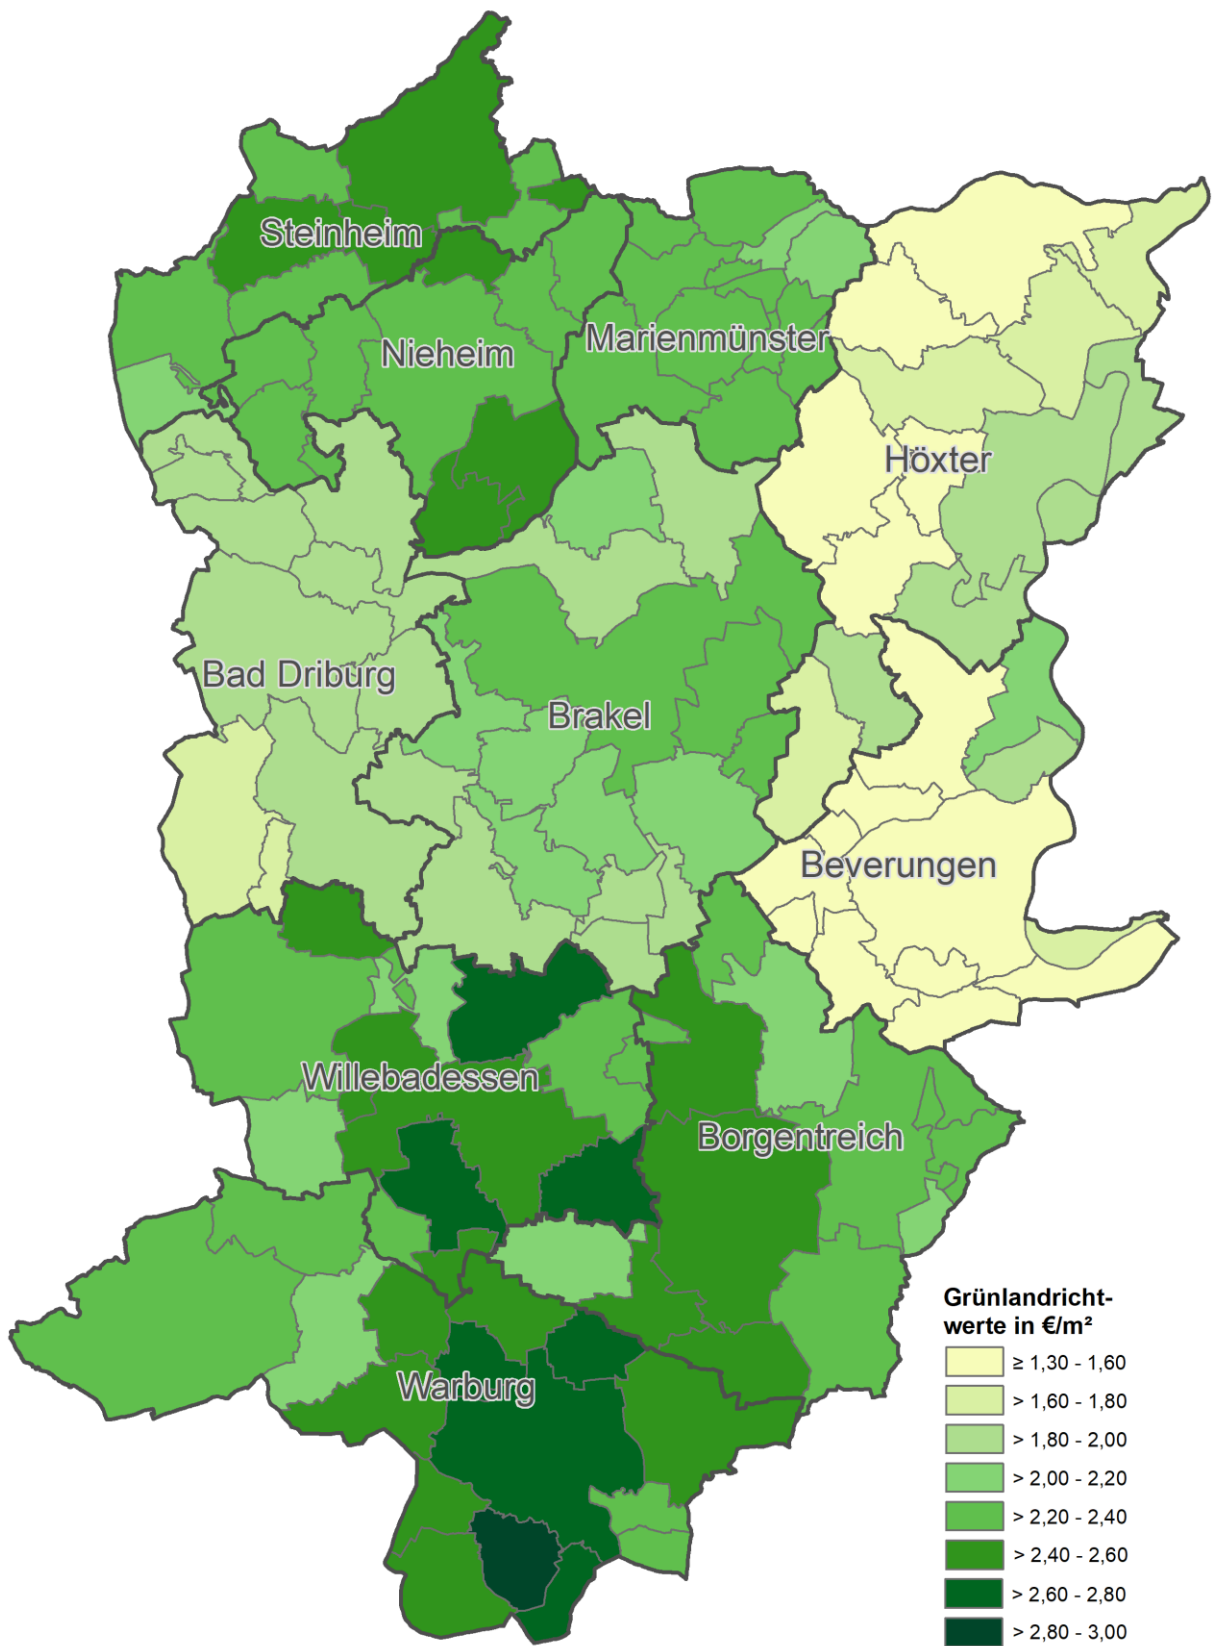 Steinheim
Nieheim
Marienmünster
Höxter
Bad Driburg
Brakel
Beverungen
Willebadessen
Borgentreich
Warburg
Grünlandricht-
werte in €/m²
≥ 1,30 - 1,60
> 1,60 - 1,80
> 1,80 - 2,00
> 2,00 - 2,20
> 2,20 - 2,40
> 2,40 - 2,60
> 2,60 - 2,80
> 2,80 - 3,00